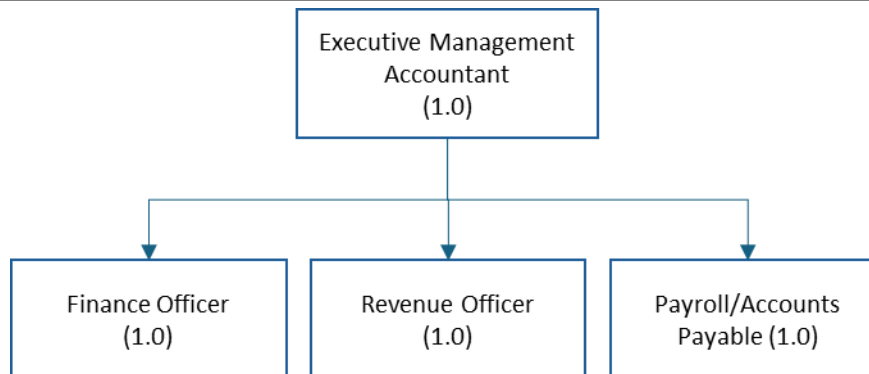 Executive Management
Accountant
(1.0)
Finance Officer
(1.0)
Revenue Officer
(1.0)
Payroll/Accounts
Payable (1.0)